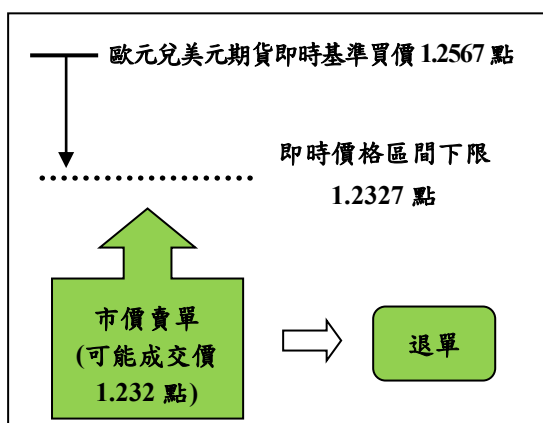 歐元兌美元期貨即時基準買價 1.2567 點
即時價格區間下限
1.2327 點
市價賣單
(可能成交價
1.232 點)
退單